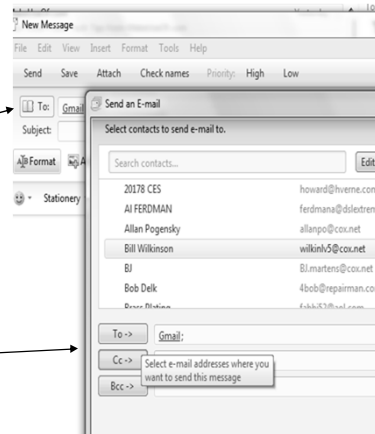 New Message
File Edit View Insert Format Tools Help
Send Save Attach Check names Priority: High Low
To: Gmail
Subject:
Send an E-mail
Select contacts to send e-mail to.
Format
Search contacts...
Edit
Stationery
20178 CES howard@hverne.con
Al FERDMAN ferdmana@dslextren
Allan Pogensky allanpo@cox.net
Bill Wilkinson wilkinlv5@cox.net
BJ BJ.martens@cox.net
Bob Delk 4bob@repairman.co
Brass Plating
To -> Gmail;
Cc ->
Select e-mail addresses where you
want to send this message
Bcc ->